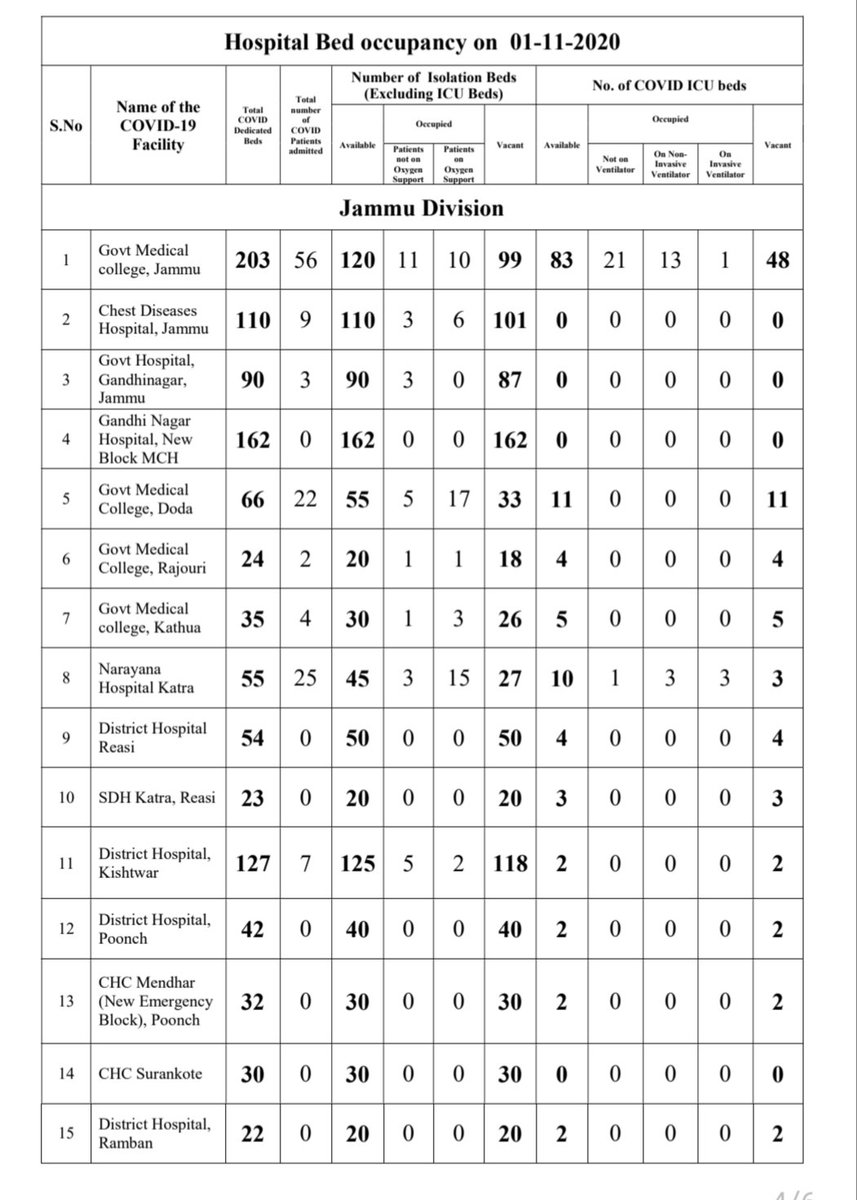 Hospital Bed occupancy on 01-11-2020
S.No
Name of the
COVID-19
Facility
Total
COVID
Dedicated
Beds
Total
number
of
COVID
Patients
admitted
Number of Isolation Beds
(Excluding ICU Beds)
No. of COVID ICU beds
Available
Occupied
Patients
not on
Oxygen
Support
Patients
on
Oxygen
Support
Vacant
Available
Occupied
Not on
Ventilator
On Non-
Invasive
Ventilator
On
Invasive
Ventilator
Vacant
Jammu Division
1 Govt Medical
college, Jammu 203 56 120 11 10 99 83 21 13 1 48
2 Chest Diseases
Hospital, Jammu 110 9 110 3 6 101 0 0 0 0 0
3 Govt Hospital,
Gandhinagar,
Jammu 90 3 90 3 0 87 0 0 0 0 0
4 Gandhi Nagar
Hospital, New
Block MCH 162 0 162 0 0 162 0 0 0 0 0
5 Govt Medical
College, Doda 66 22 55 5 17 33 11 0 0 0 11
6 Govt Medical
College, Rajouri 24 2 20 1 1 18 4 0 0 0 4
7 Govt Medical
college, Kathua 35 4 30 1 3 26 5 0 0 0 5
8 Narayana
Hospital Katra 55 25 45 3 15 27 10 1 3 3 3
9 District Hospital
Reasi 54 0 50 0 0 50 4 0 0 0 4
10 SDH Katra, Reasi 23 0 20 0 0 20 3 0 0 0 3
11 District Hospital,
Kishtwar 127 7 125 5 2 118 2 0 0 0 2
12 District Hospital,
Poonch 42 0 40 0 0 40 2 0 0 0 2
13 CHC Mendhar
(New Emergency
Block), Poonch 32 0 30 0 0 30 2 0 0 0 2
14 CHC Surankote 30 0 30 0 0 30 0 0 0 0 0
15 District Hospital,
Ramban 22 0 20 0 0 20 2 0 0 0 2